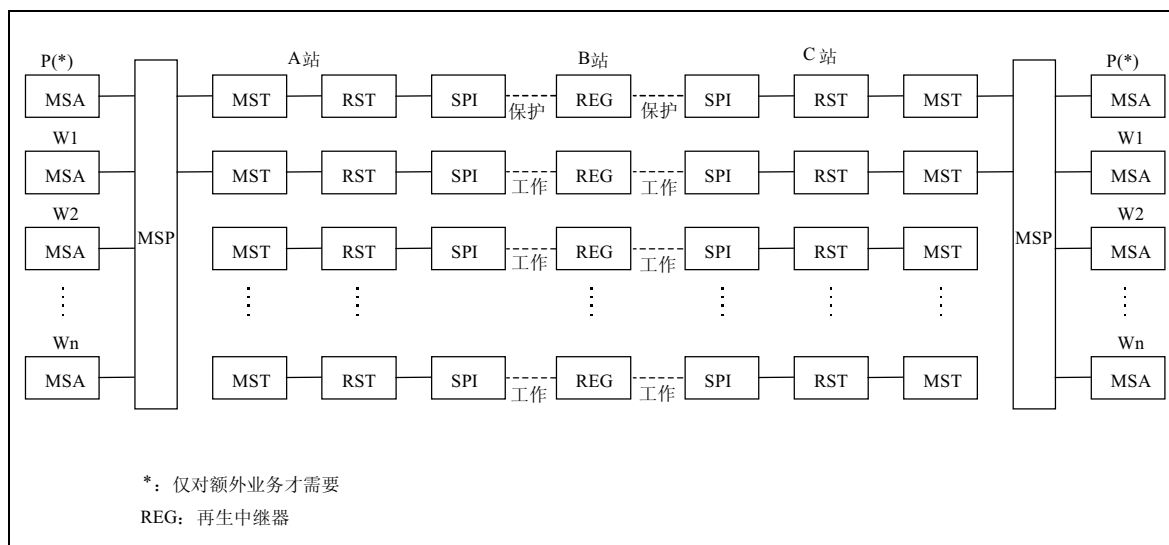 A站 B站 C 站
P(*) P(*)
MSA MST RST SPI REG SPI RST MST MSA
保护 保护
W1 W1
MSA MST RST SPI REG SPI RST MST MSA
工作 工作
W2 W2
MSP MSP
MSA MST RST SPI REG SPI RST MST MSA
工作 工作
Wn Wn
MSA MST RST SPI REG SPI RST MST MSA
工作 工作
*：仅对额外业务才需要
REG：再生中继器